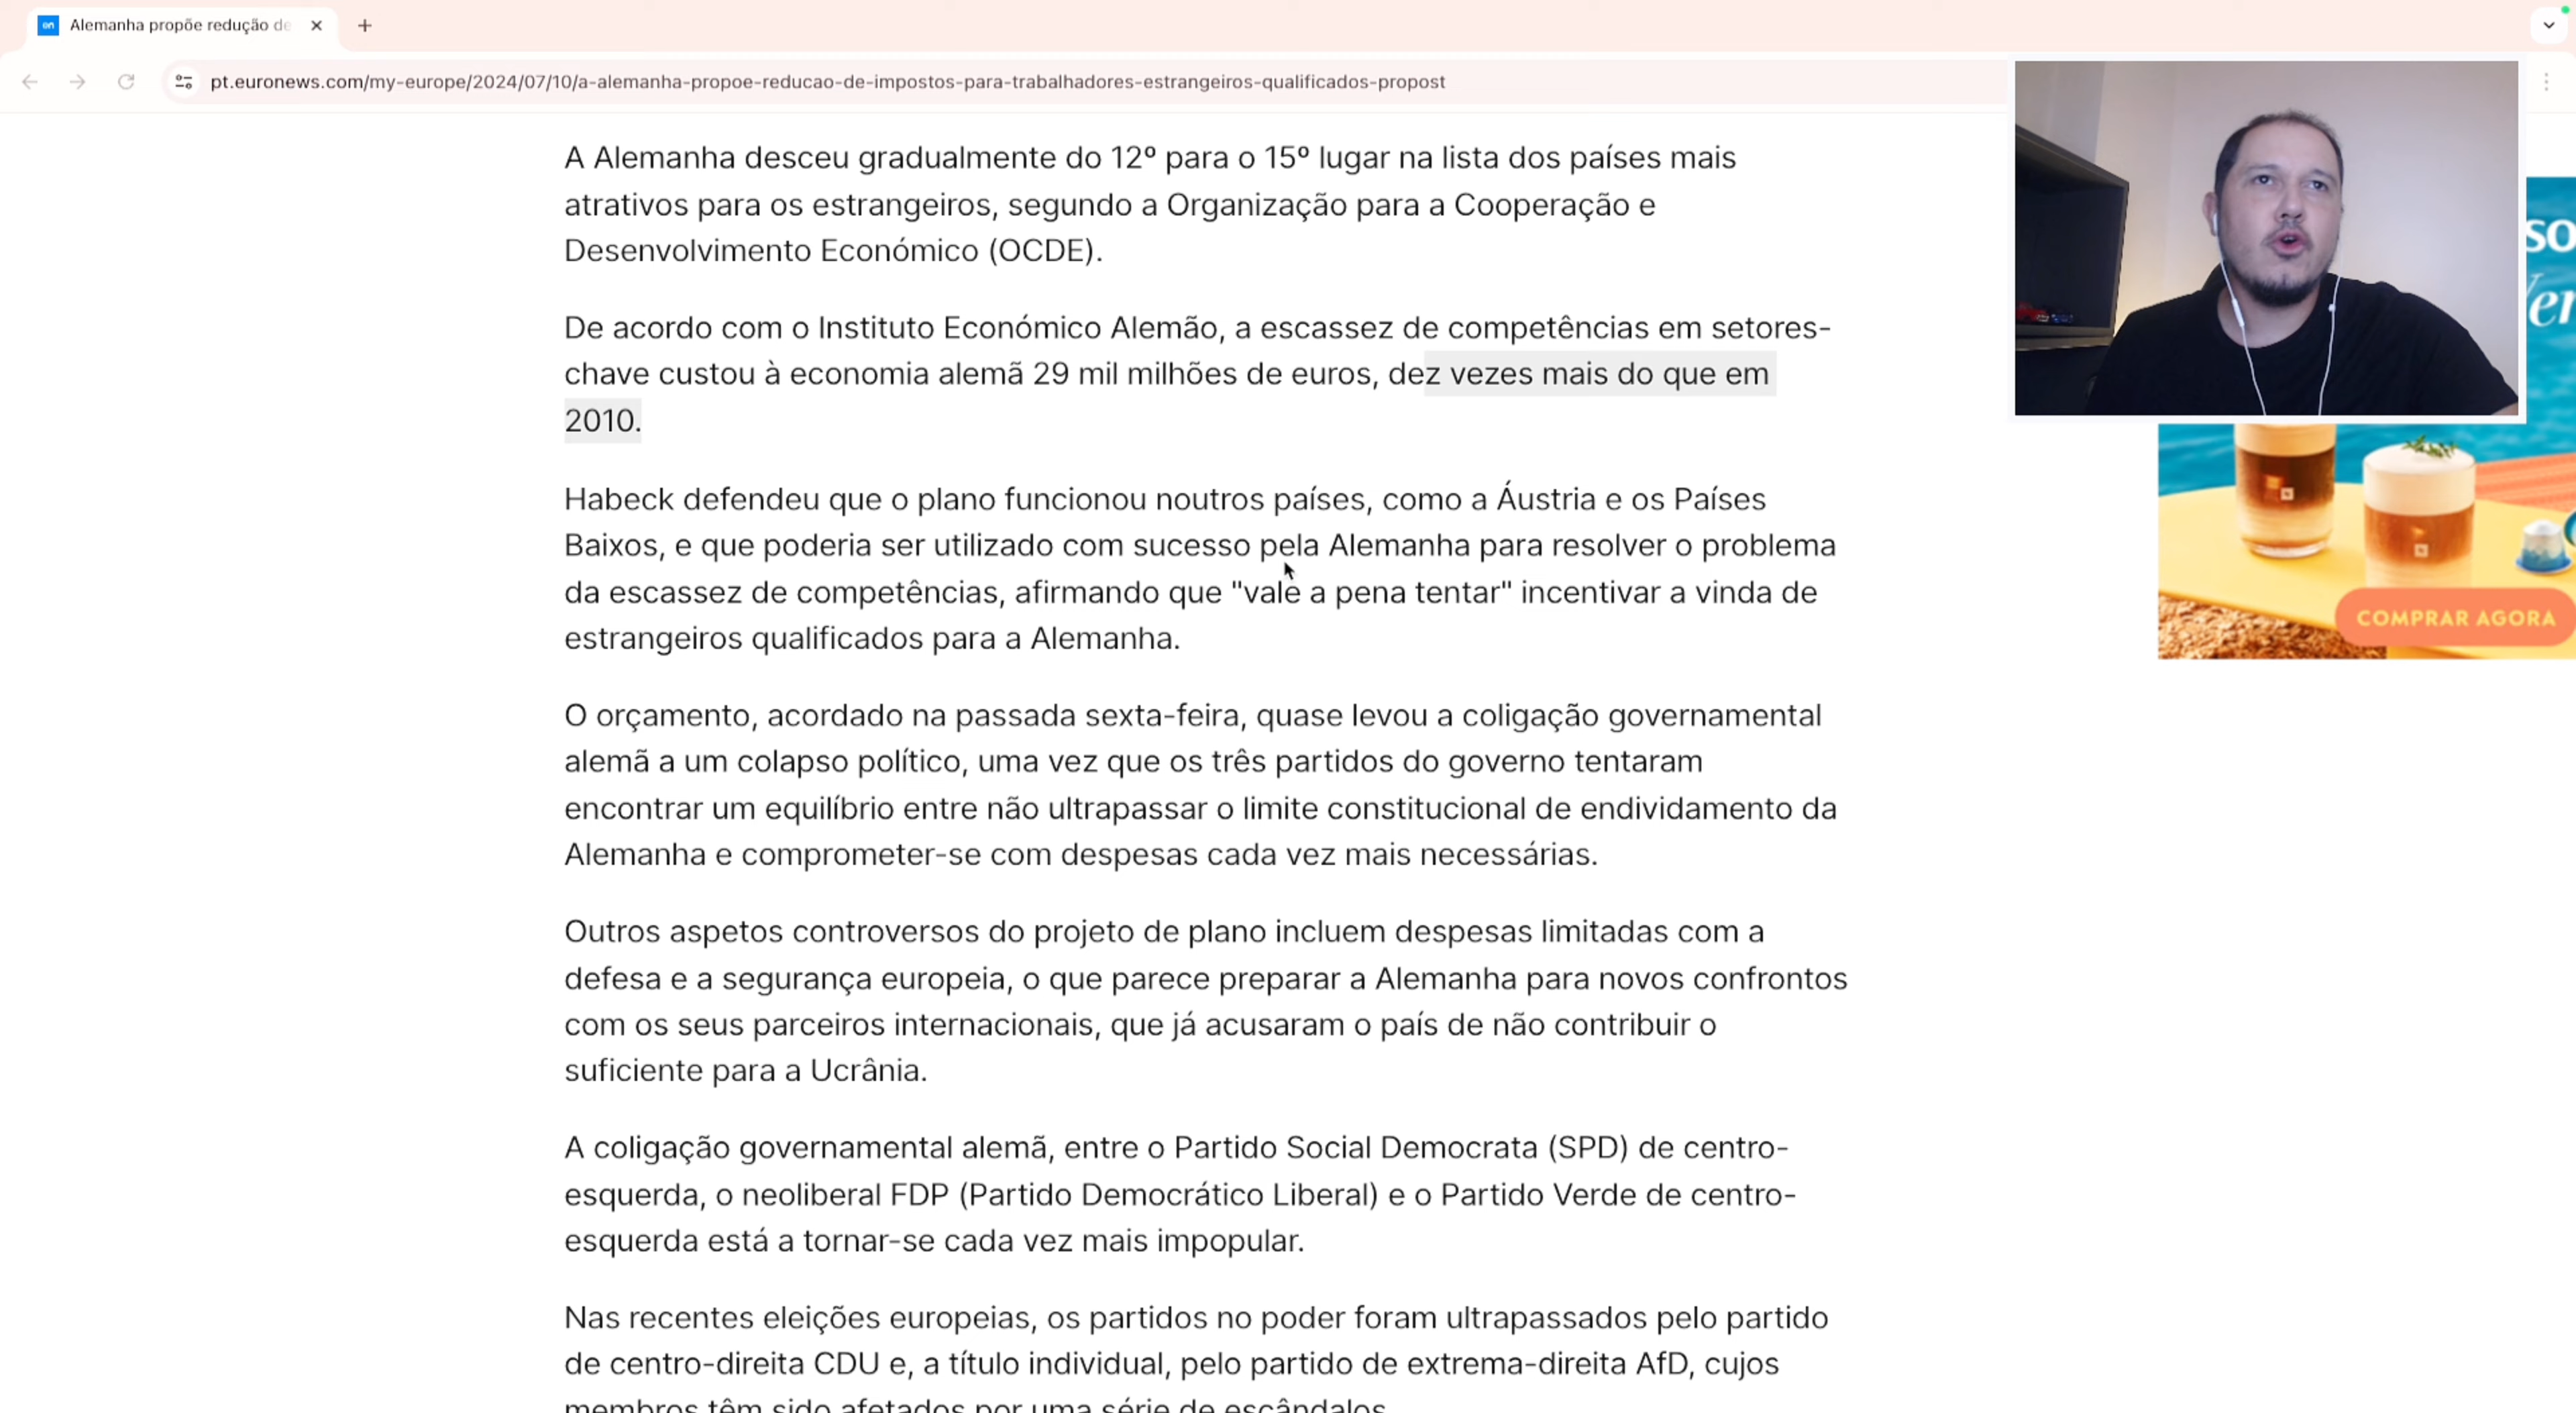 Alemanha propõe redução de
pt.euronews.com/my-europe/2024/07/10/a-alemanha-propoe-reducao-de-impostos-para-trabalhadores-estrangeiros-qualificados-propost
A Alemanha desceu gradualmente do 12º para o 15º lugar na lista dos países mais
atrativos para os estrangeiros, segundo a Organização para a Cooperação e
Desenvolvimento Económico (OCDE).
De acordo com o Instituto Económico Alemão, a escassez de competências em setores-
chave custou à economia alemã 29 mil milhões de euros, dez vezes mais do que em
2010.
Habeck defendeu que o plano funcionou noutros países, como a Áustria e os Países
Baixos, e que poderia ser utilizado com sucesso pela Alemanha para resolver o problema
da escassez de competências, afirmando que "vale a pena tentar" incentivar a vinda de
estrangeiros qualificados para a Alemanha.
O orçamento, acordado na passada sexta-feira, quase levou a coligação governamental
alemã a um colapso político, uma vez que os três partidos do governo tentaram
encontrar um equilíbrio entre não ultrapassar o limite constitucional de endividamento da
Alemanha e comprometer-se com despesas cada vez mais necessárias.
Outros aspetos controversos do projeto de plano incluem despesas limitadas com a
defesa e a segurança europeia, o que parece preparar a Alemanha para novos confrontos
com os seus parceiros internacionais, que já acusaram o país de não contribuir o
suficiente para a Ucrânia.
A coligação governamental alemã, entre o Partido Social Democrata (SPD) de centro-
esquerda, o neoliberal FDP (Partido Democrático Liberal) e o Partido Verde de centro-
esquerda está a tornar-se cada vez mais impopular.
Nas recentes eleições europeias, os partidos no poder foram ultrapassados pelo partido
de centro-direita CDU e, a título individual, pelo partido de extrema-direita AfD, cujos
membros têm sido afetados por uma série de escândalos.
so
COMPRAR AGORA